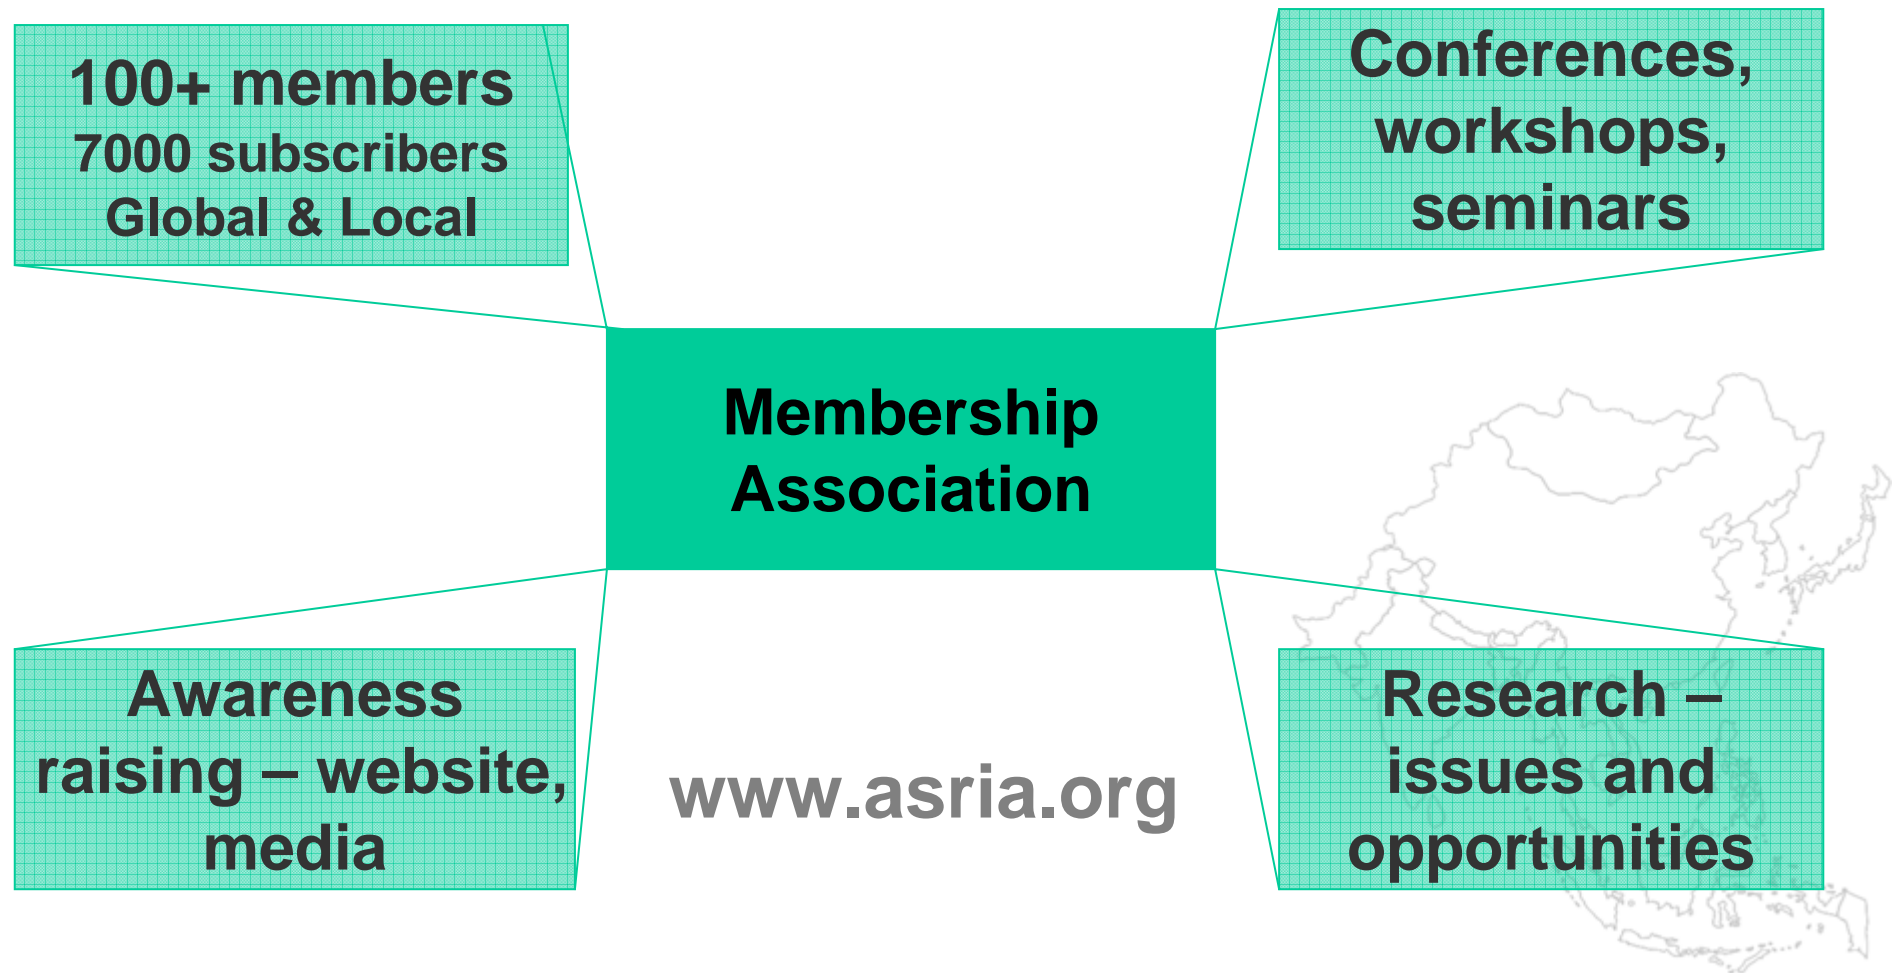 100+ members
7000 subscribers
Global & Local
Conferences,
workshops,
seminars
Membership
Association
Awareness
raising – website,
media
www.asria.org
Research –
issues and
opportunities